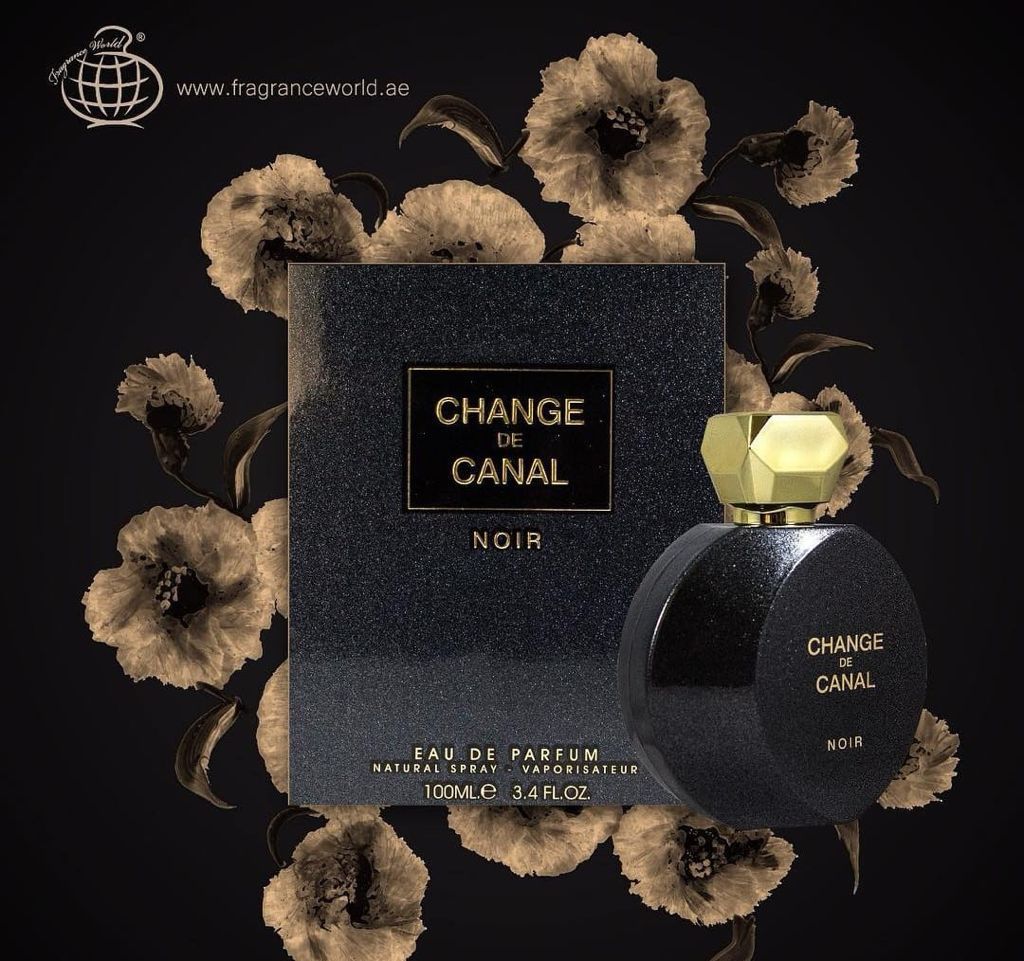 Fragrance World®
www.fragranceworld.ae
CHANGE
DE
CANAL
NOIR
EAU DE PARFUM
NATURAL SPRAY - VAPORISATEUR
100ML.e 3.4 FL.OZ.
CHANGE
DE
CANAL
NOIR